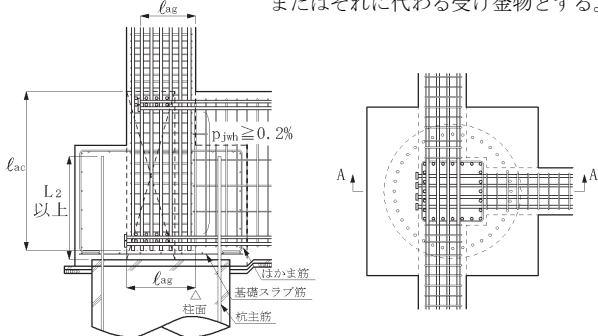 またはそれに代わる受け金物とする。
ℓag
pjwh≧0.2%
ℓac
L2
以上
A
A
はかま筋
ℓag
基礎スラブ筋
柱面
杭主筋